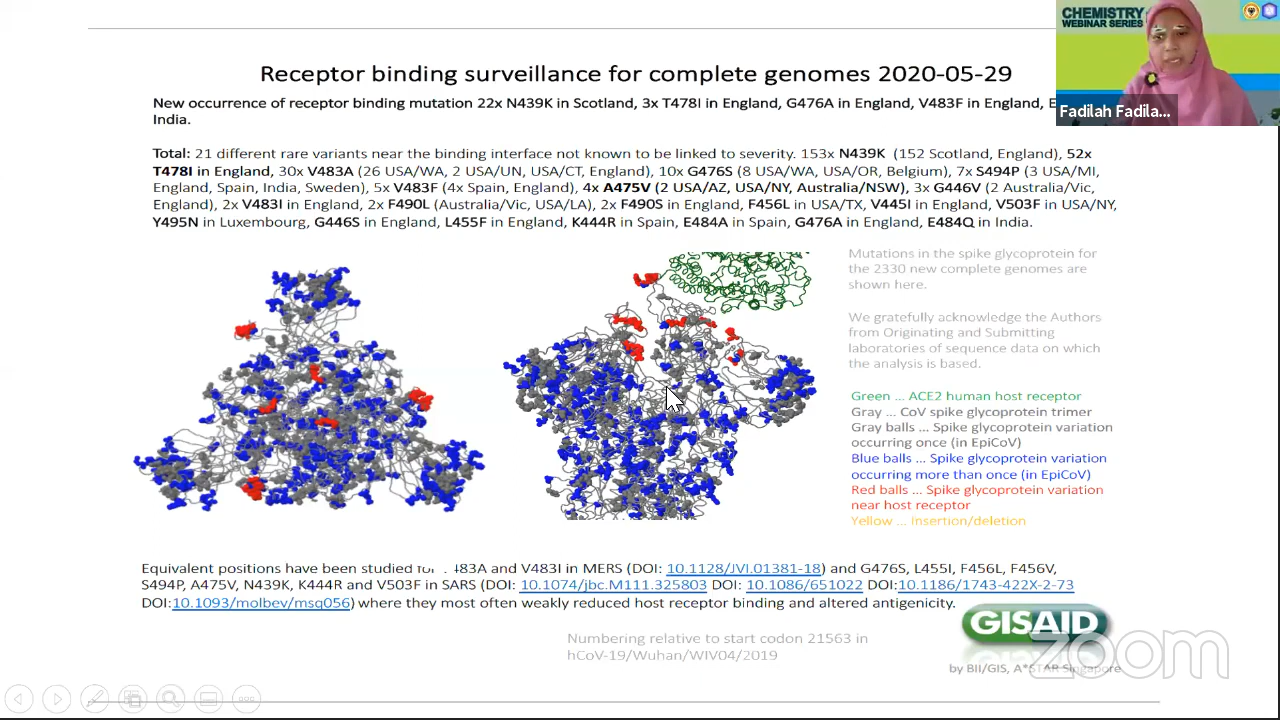 CHEMISTRY
WEBINAR SERIES
Fadilah Fadila...
Receptor binding surveillance for complete genomes 2020-05-29
New occurrence of receptor binding mutation 22x N439K in Scotland, 3x T478I in England, G476A in England, V483F in England,
India.
Total: 21 different rare variants near the binding interface not known to be linked to severity. 153x N439K (152 Scotland, England), 52x
T478I in England, 30x V483A (26 USA/WA, 2 USA/UN, USA/CT, England), 10x G476S (8 USA/WA, USA/OR, Belgium), 7x S494P (3 USA/MI,
England, Spain, India, Sweden), 5x V483F (4x Spain, England), 4x A475V (2 USA/AZ, USA/NY, Australia/NSW), 3x G446V (2 Australia/Vic,
England), 2x V483I in England, 2x F490L (Australia/Vic, USA/LA), 2x F490S in England, F456L in USA/TX, V445I in England, V503F in USA/NY,
Y495N in Luxembourg, G446S in England, L455F in England, K444R in Spain, E484A in Spain, G476A in England, E484Q in India.
Mutations in the spike glycoprotein for
the 2330 new complete genomes are
shown here.
We gratefully acknowledge the Authors
from Originating and Submitting
laboratories of sequence data on which
the analysis is based.
Green ... ACE2 human host receptor
Gray ... CoV spike glycoprotein trimer
Gray balls ... Spike glycoprotein variation
occurring once (in EpiCoV)
Blue balls ... Spike glycoprotein variation
occurring more than once (in EpiCoV)
Red balls ... Spike glycoprotein variation
near host receptor
Yellow ... Insertion/deletion
Equivalent positions have been studied for 483A and V483I in MERS (DOI: 10.1128/JVI.01381-18) and G476S, L455I, F456L, F456V,
S494P, A475V, N439K, K444R and V503F in SARS (DOI: 10.1074/jbc.M111.325803 DOI: 10.1086/651022 DOI:10.1186/1743-422X-2-73
DOI:10.1093/molbev/msq056) where they most often weakly reduced host receptor binding and altered antigenicity.
GISAID
zoom
Numbering relative to start codon 21563 in
hCoV-19/Wuhan/WIV04/2019
by BII/GIS, A*STAR Singapore